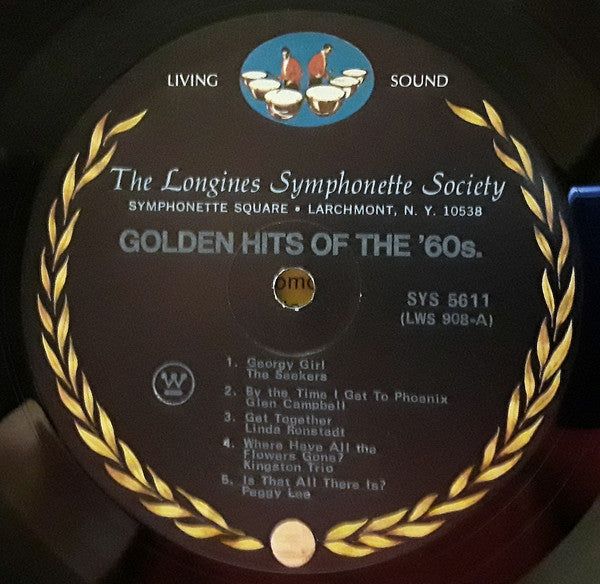 LIVING SOUND
The Longines Symphonette Society
SYMPHONETTE SQUARE • LARCHMONT, N. Y. 10538
GOLDEN HITS OF THE '60s.
omo
SYS 5611
(LWS 908-A)
W
1. Georgy Girl
The Seekers
2. By the Time I Get To Phoenix
Glen Campbell
3. Get Together
Linda Ronstadt
4. Where Have All the
Flowers Gone?
Kingston Trio
5. Is That All There Is?
Peggy Lee